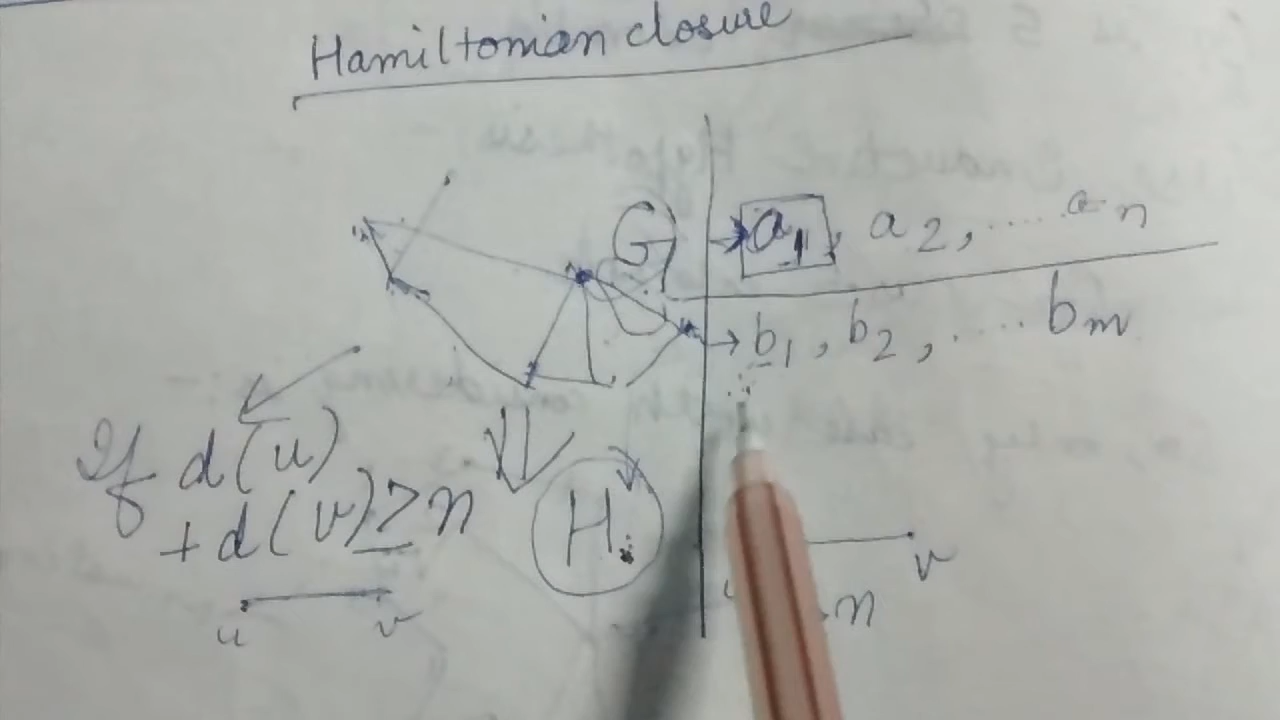 Hamiltonian closure
G
a1, a2, ..... an
→ b1, b2, ..... bm
If d(u)
+ d(v) ≥ n
H
u v
v
n